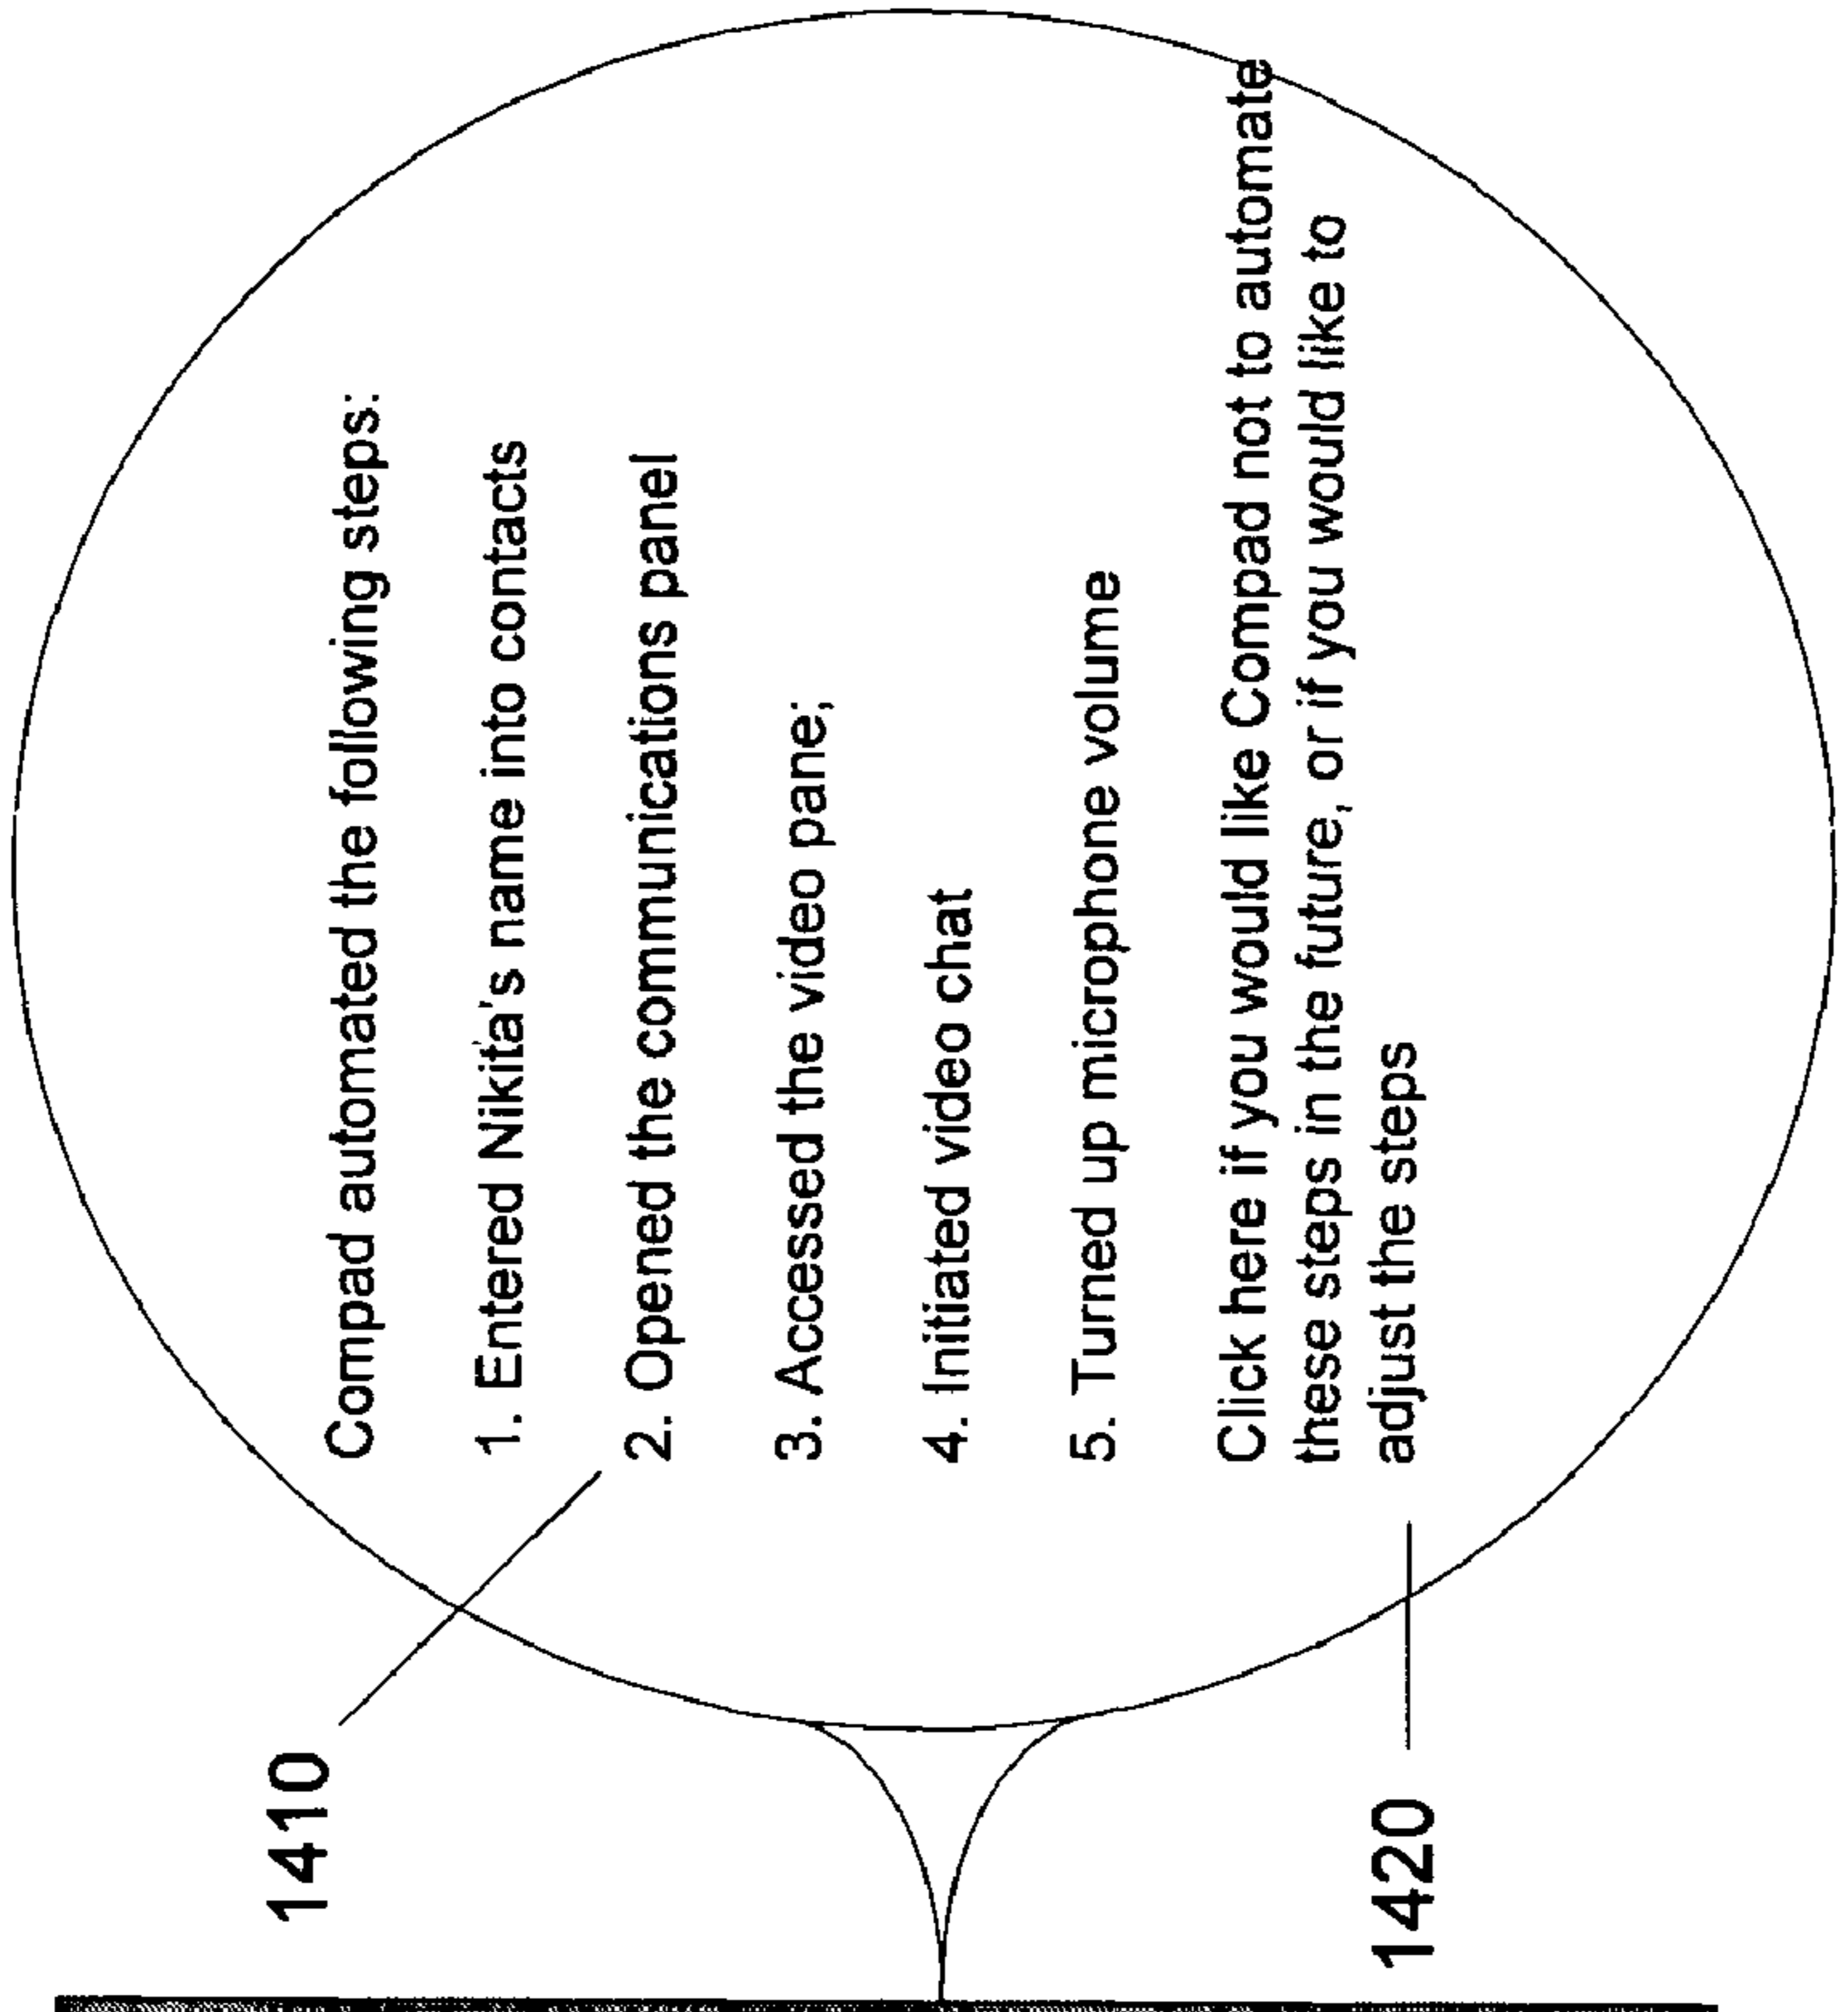 Compad automated the following steps:
1. Entered Nikita's name into contacts
2. Opened the communications panel
3. Accessed the video pane;
4. Initiated video chat
5. Turned up microphone volume
Click here if you would like Compad not to automate
these steps in the future, or if you would like to
adjust the steps
1410
1420